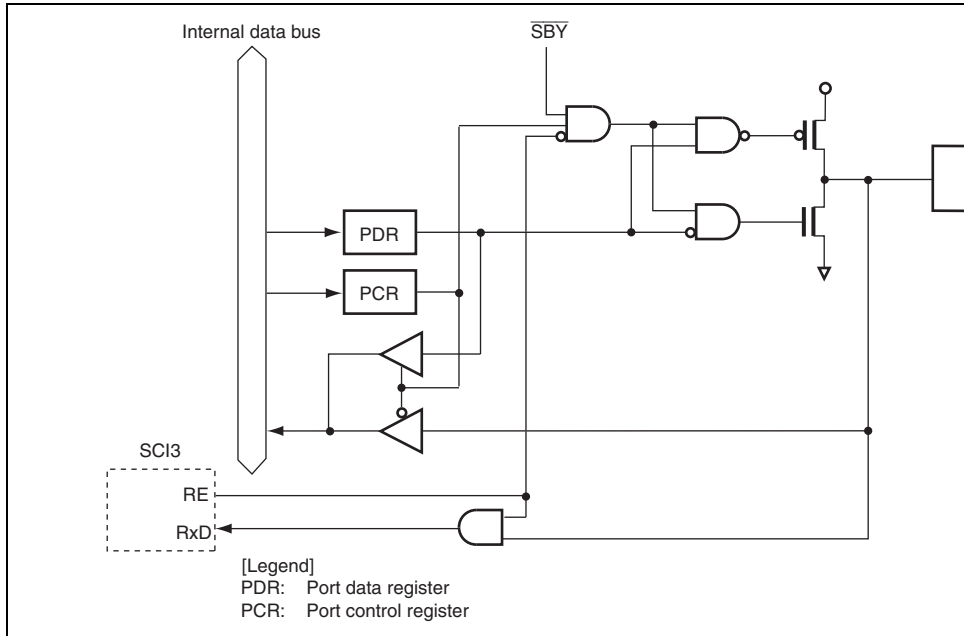 Internal data bus
SBY
PDR
PCR
SCI3
RE
RxD
[Legend]
PDR: Port data register
PCR: Port control register